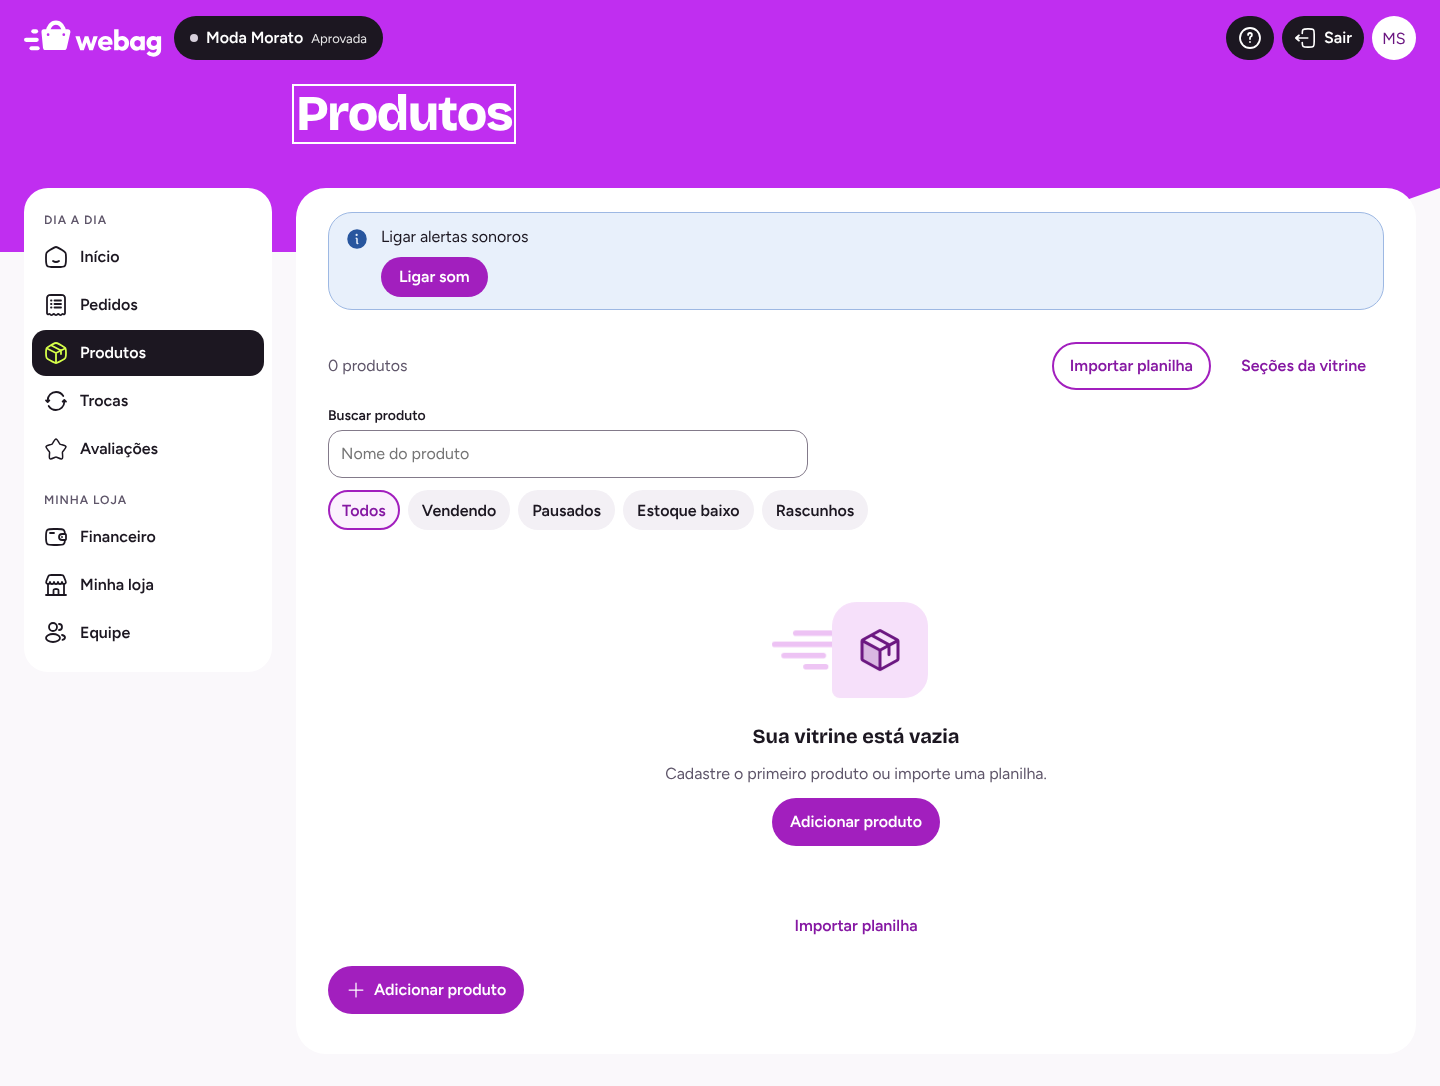 webag
Moda Morato Aprovada
Sair
MS
Produtos
DIA A DIA
Início
Pedidos
Produtos
Trocas
Avaliações
MINHA LOJA
Financeiro
Minha loja
Equipe
Ligar alertas sonoros
Ligar som
0 produtos
Importar planilha
Seções da vitrine
Buscar produto
Nome do produto
Todos
Vendendo
Pausados
Estoque baixo
Rascunhos
Sua vitrine está vazia
Cadastre o primeiro produto ou importe uma planilha.
Adicionar produto
Importar planilha
Adicionar produto